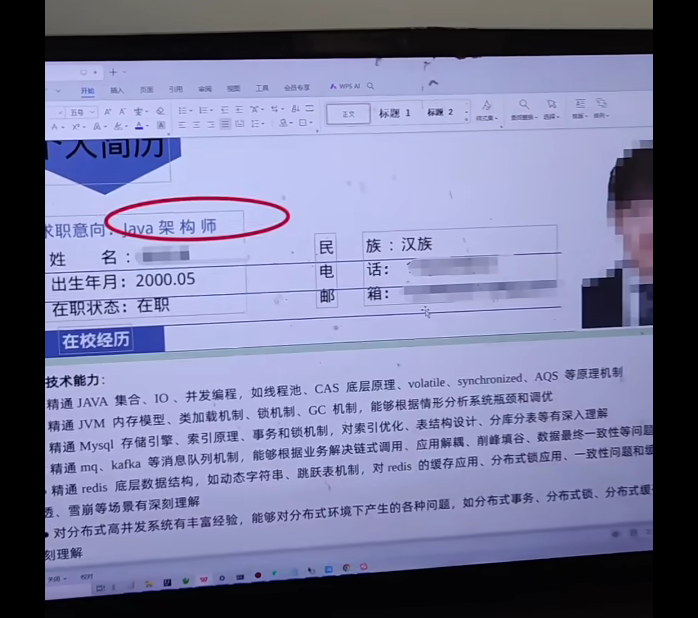 开始 插入 页面 引用 审阅 视图 工具 会员专享 WPS AI
五号 正文 标题 1 标题 2 样式集 查找替换 选择
个人简历
求职意向：Java 架 构 师
姓 名：
民 族：汉族
出生年月：2000.05
电 话：
在职状态：在职
邮 箱：
在校经历
技术能力：
精通 JAVA 集合、IO 、并发编程，如线程池、CAS 底层原理、volatile、synchronized、AQS 等原理机制
精通 JVM 内存模型、类加载机制、锁机制、GC 机制，能够根据情形分析系统瓶颈和调优
精通 Mysql 存储引擎、索引原理、事务和锁机制，对索引优化、表结构设计、分库分表等有深入理解
精通 mq、kafka 等消息队列机制，能够根据业务解决链式调用、应用解耦、削峰填谷、数据最终一致性等问题
精通 redis 底层数据结构，如动态字符串、跳跃表机制，对 redis 的缓存应用、分布式锁应用、一致性问题和缓
透、雪崩等场景有深刻理解
● 对分布式高并发系统有丰富经验，能够对分布式环境下产生的各种问题，如分布式事务、分布式锁、分布式缓
刻理解